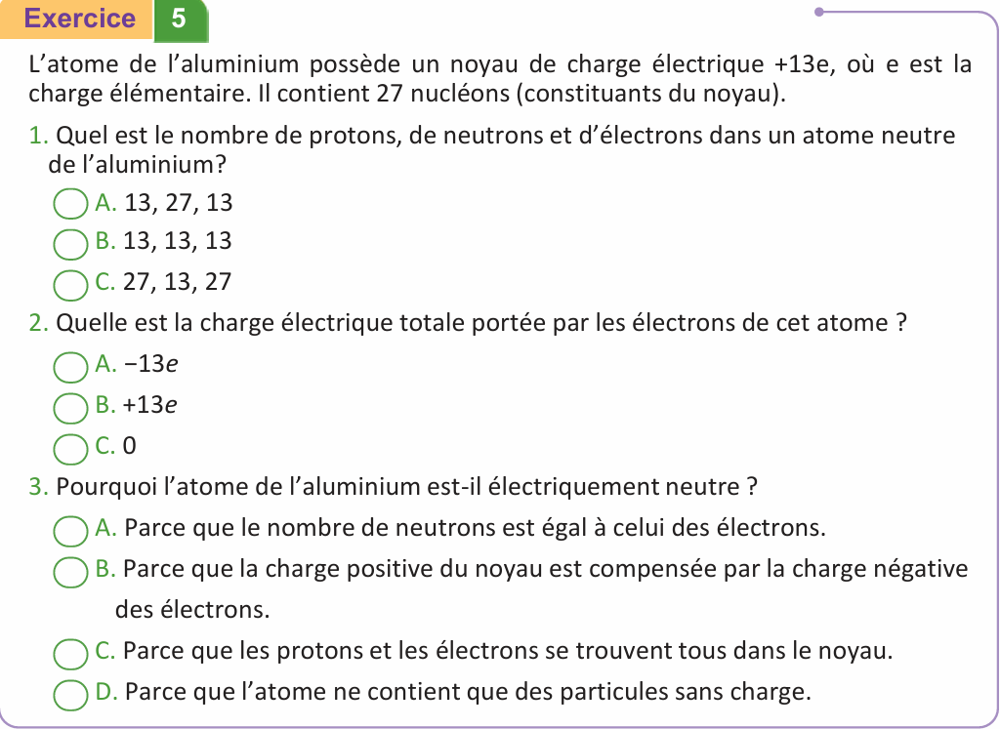 Exercice 5
L’atome de l’aluminium possède un noyau de charge électrique +13e, où e est la
charge élémentaire. Il contient 27 nucléons (constituants du noyau).
1. Quel est le nombre de protons, de neutrons et d’électrons dans un atome neutre
de l’aluminium?
A. 13, 27, 13
B. 13, 13, 13
C. 27, 13, 27
2. Quelle est la charge électrique totale portée par les électrons de cet atome ?
A. −13e
B. +13e
C. 0
3. Pourquoi l’atome de l’aluminium est-il électriquement neutre ?
A. Parce que le nombre de neutrons est égal à celui des électrons.
B. Parce que la charge positive du noyau est compensée par la charge négative
des électrons.
C. Parce que les protons et les électrons se trouvent tous dans le noyau.
D. Parce que l’atome ne contient que des particules sans charge.